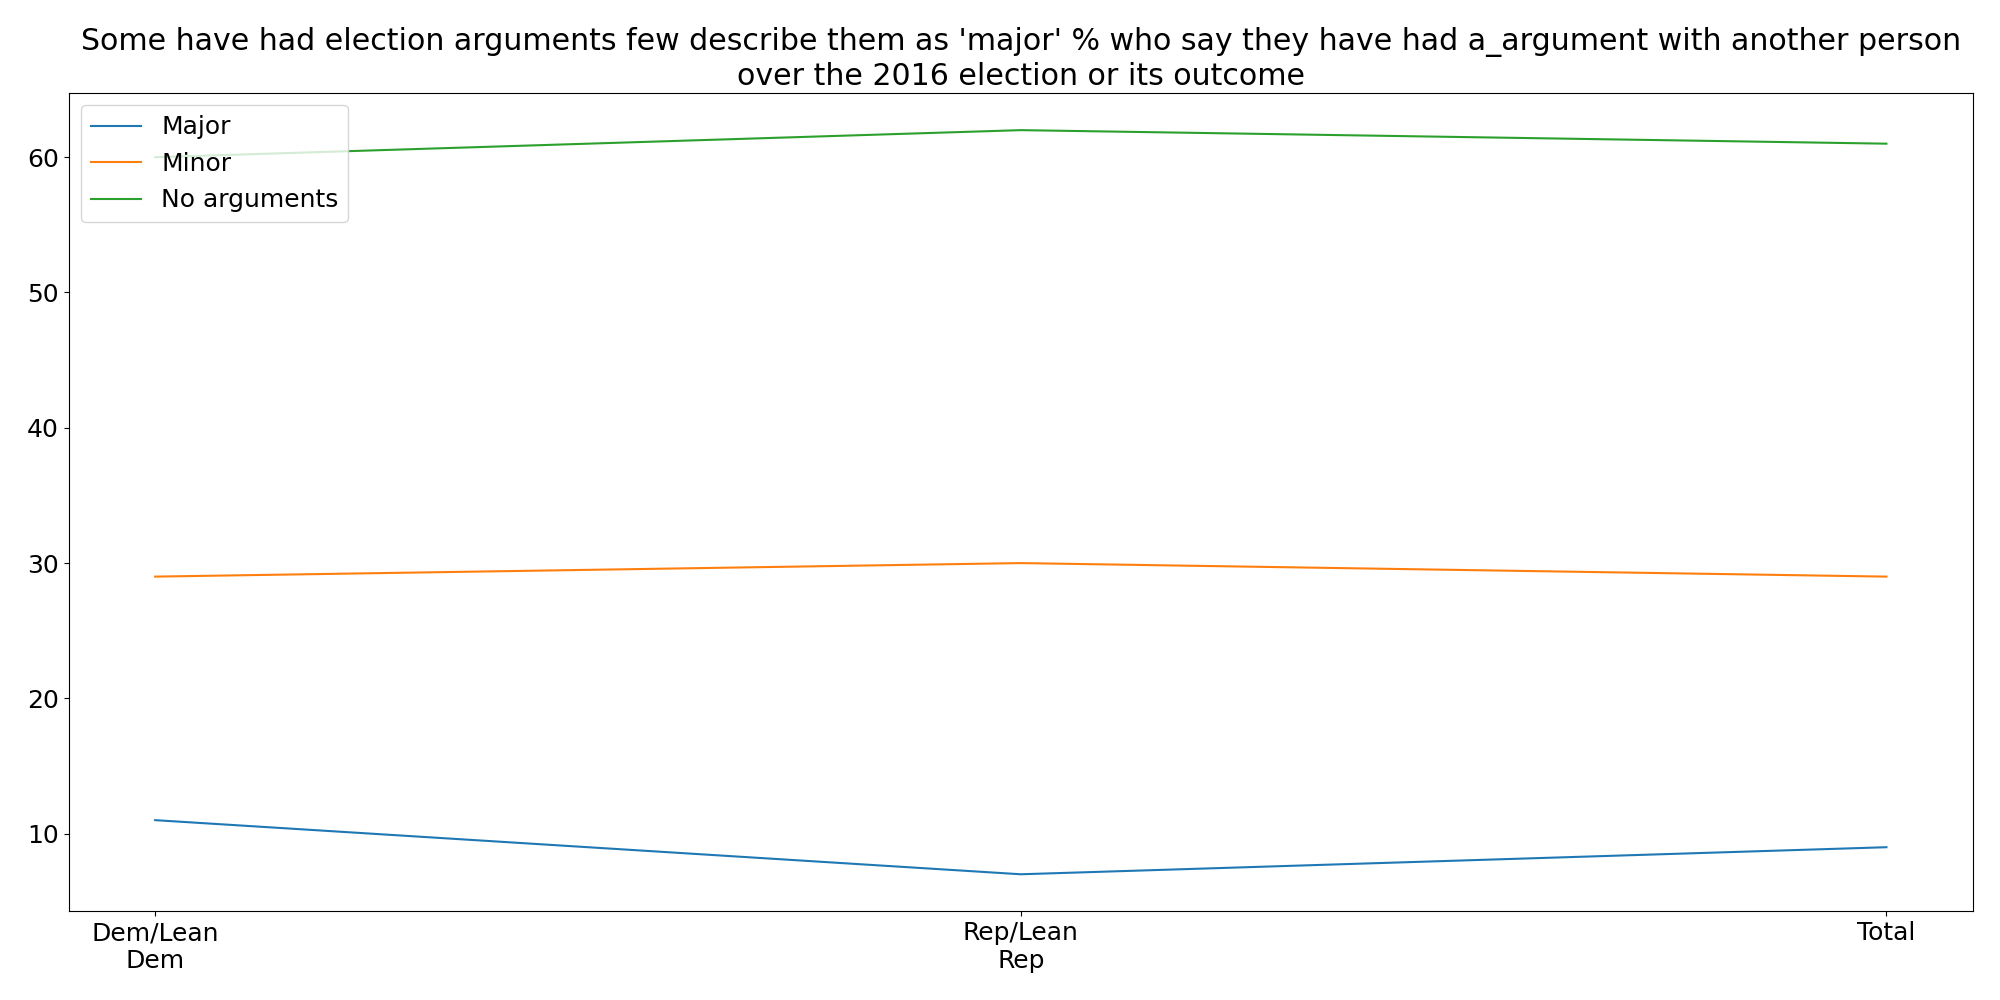 Some have had election arguments few describe them as 'major' % who say they have had a_argument with another person
over the 2016 election or its outcome
Major
Minor
No arguments
60
50
40
30
20
10
Dem/Lean
Dem
Rep/Lean
Rep
Total